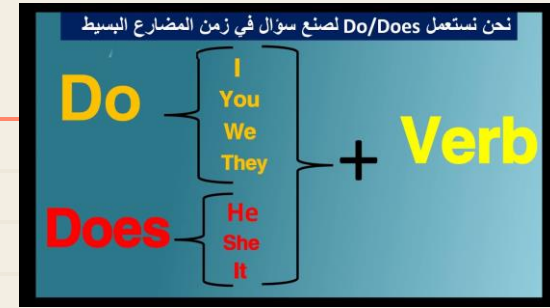 نحن نستعمل Do/Does لصنع سؤال في زمن المضارع البسيط
Do
I
You
We
They
+ Verb
Does
He
She
It